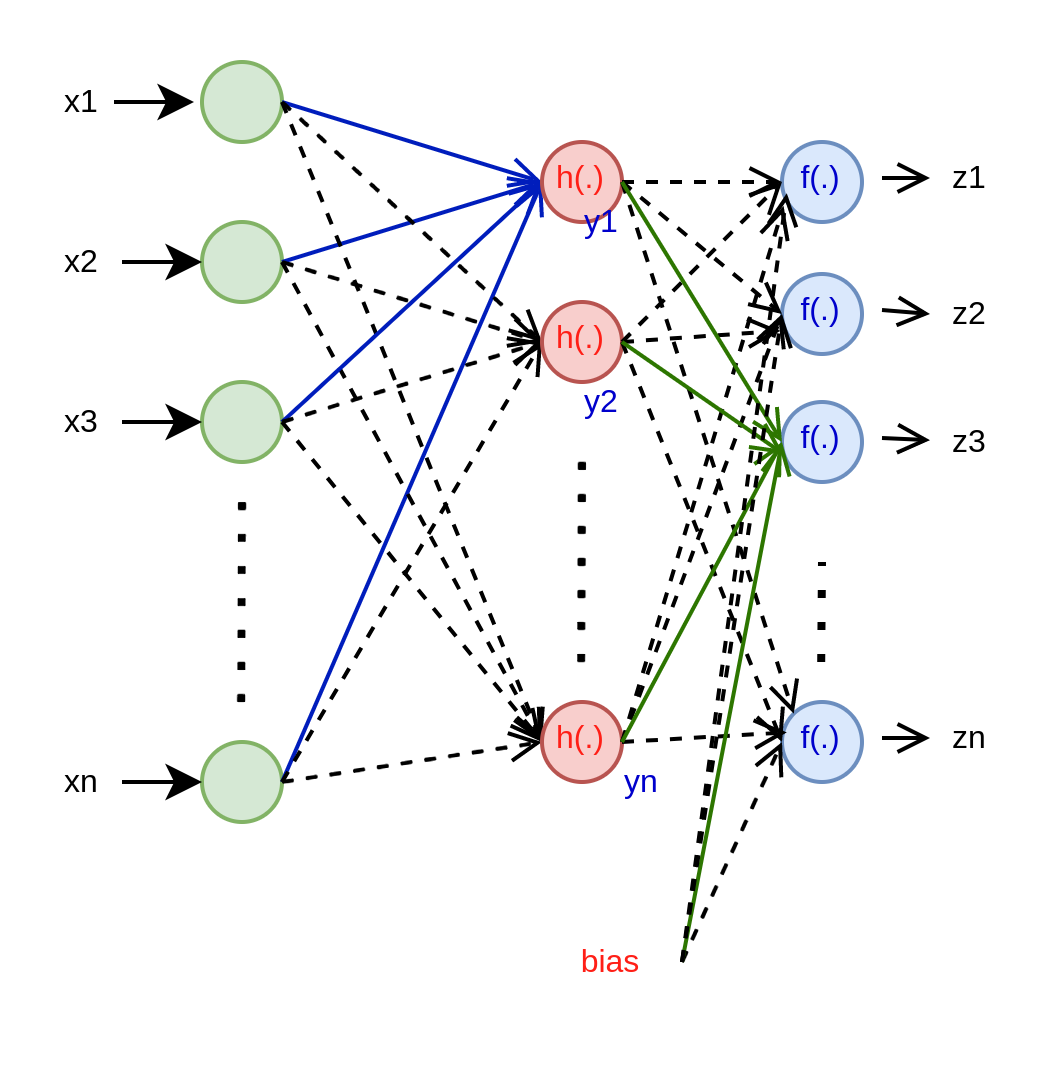 x1
x2
x3
xn
h(.)
y1
h(.)
y2
h(.)
yn
bias
f(.)
f(.)
f(.)
f(.)
z1
z2
z3
zn